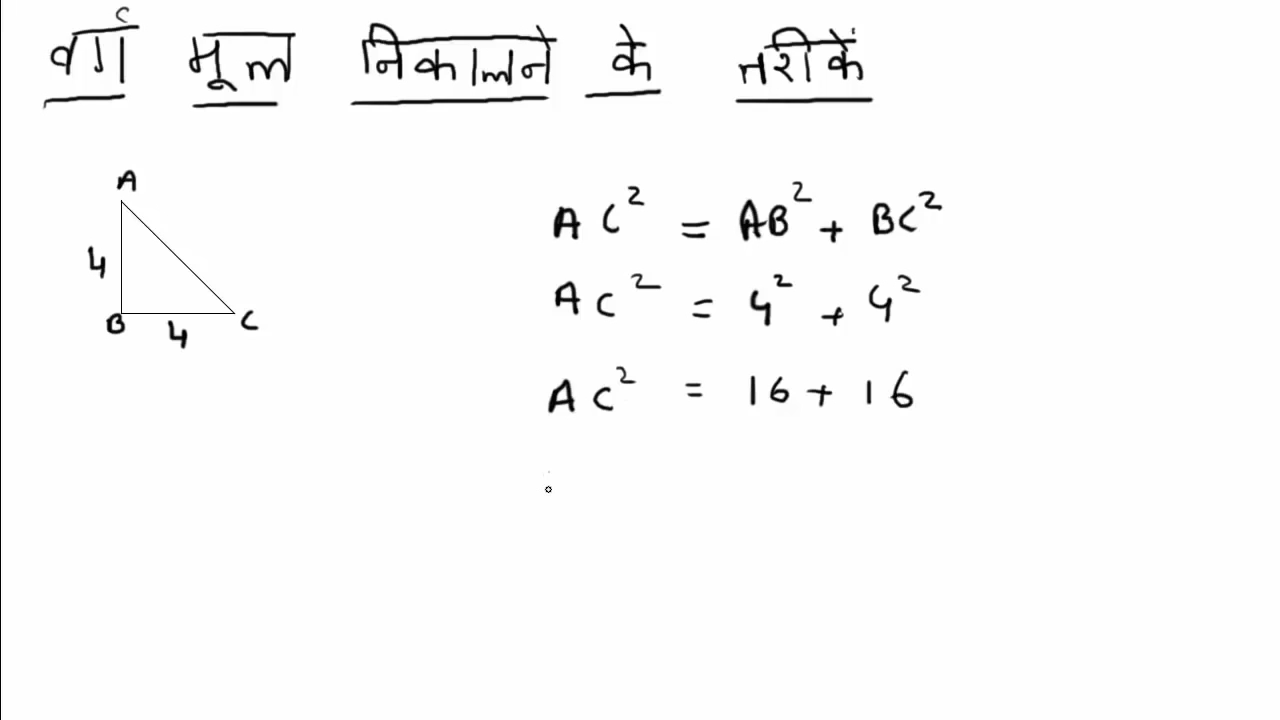 वर्ग मूल निकालने के तरीके
A
4
B
4
C
AC² = AB² + BC²
AC² = 4² + 4²
AC² = 16 + 16